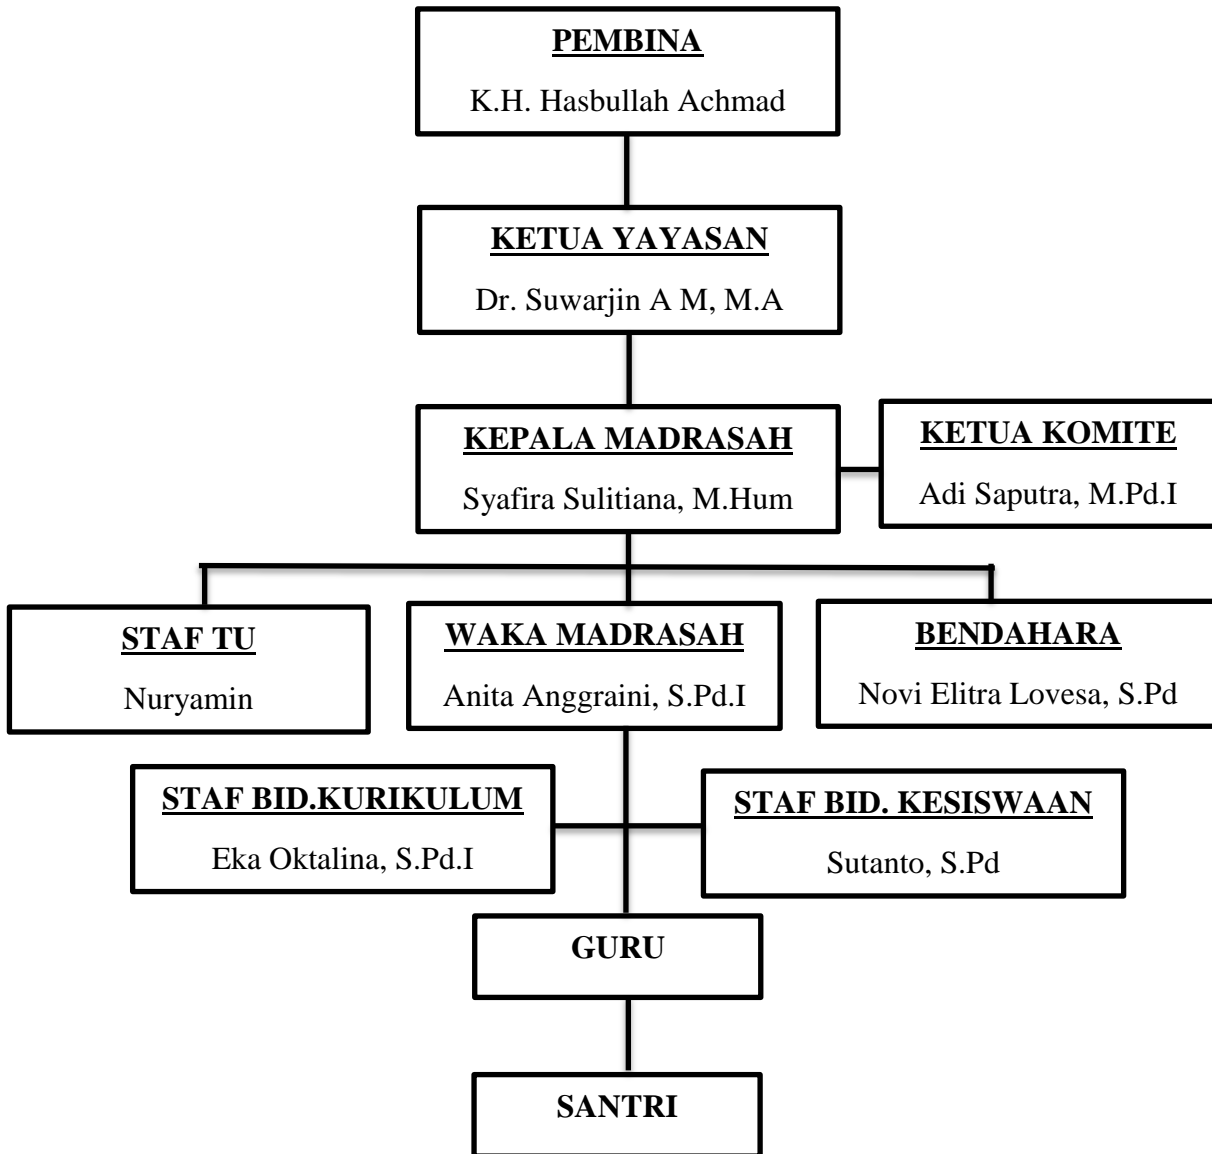 PEMBINA
K.H. Hasbullah Achmad
KETUA YAYASAN
Dr. Suwarjin A M, M.A
KEPALA MADRASAH
Syafira Sulitiana, M.Hum
KETUA KOMITE
Adi Saputra, M.Pd.I
STAF TU
Nuryamin
WAKA MADRASAH
Anita Anggraini, S.Pd.I
BENDAHARA
Novi Elitra Lovesa, S.Pd
STAF BID.KURIKULUM
Eka Oktalina, S.Pd.I
STAF BID. KESISWAAN
Sutanto, S.Pd
GURU
SANTRI